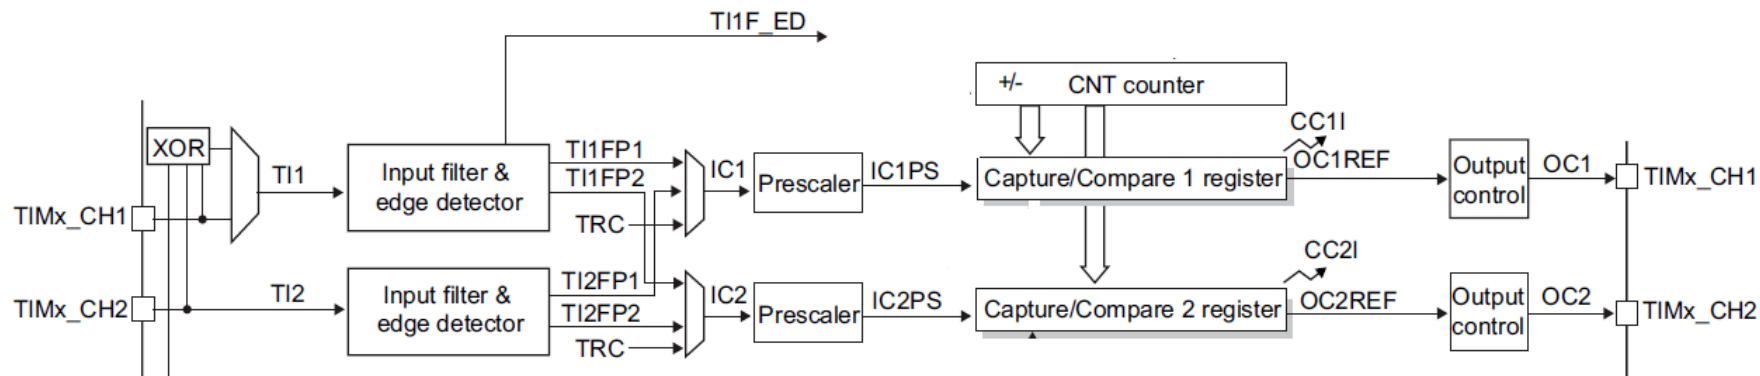 TI1F_ED
+/- CNT counter
XOR
TI1
Input filter &
edge detector
TI1FP1
TI1FP2
TRC
IC1
Prescaler
IC1PS
Capture/Compare 1 register
CC1I
OC1REF
Output
control
OC1
TIMx_CH1
TIMx_CH1
TIMx_CH2
TI2
Input filter &
edge detector
TI2FP1
TI2FP2
TRC
IC2
Prescaler
IC2PS
Capture/Compare 2 register
CC2I
OC2REF
Output
control
OC2
TIMx_CH2